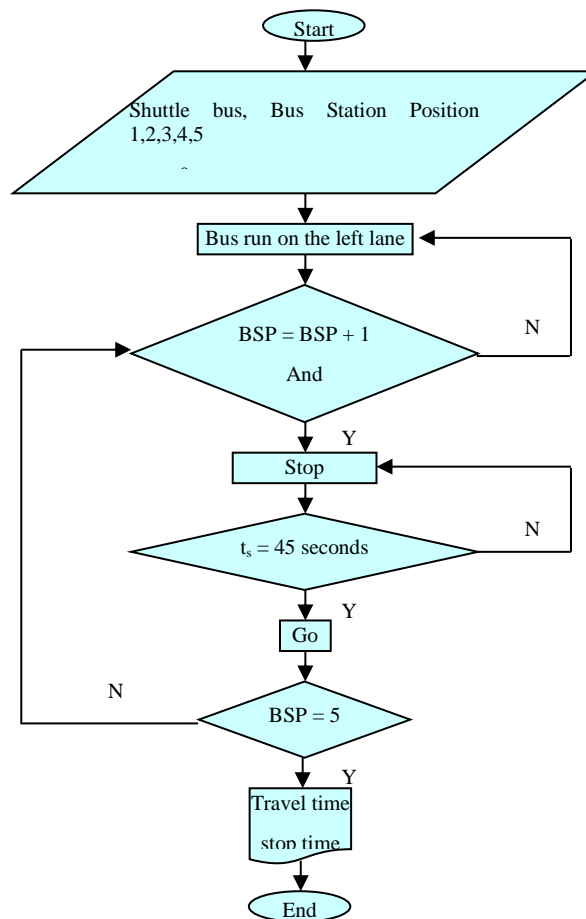 Start
Shuttle bus, Bus Station Position
1,2,3,4,5
Bus run on the left lane
BSP = BSP + 1
N
And
Y
Stop
N
tₛ = 45 seconds
Y
Go
N
BSP = 5
Y
Travel time
stop time
End